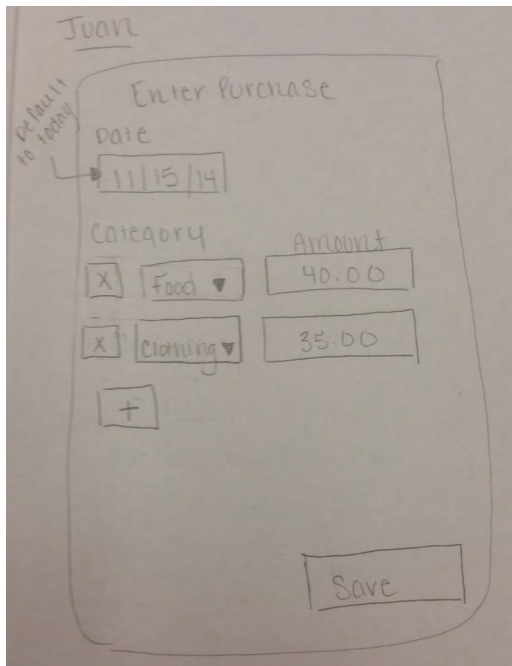 Juan
Enter Purchase
Default
to today
Date
11/15/14
Category Amount
X Food ▼ 40.00
X Clothing ▼ 35.00
+
Save